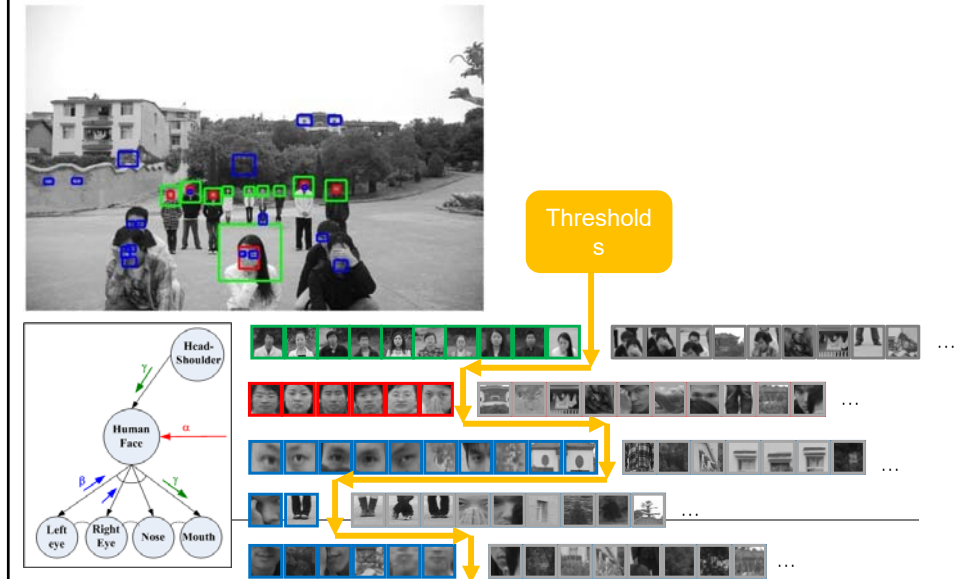 Threshold
s
Head-
Shoulder
γ
Human
Face
α
β
γ
Left
eye
Right
Eye
Nose
Mouth
...
...
...
...
...